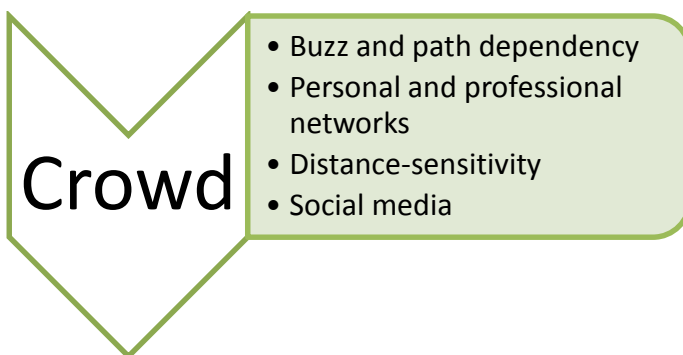 Crowd
• Buzz and path dependency
• Personal and professional
networks
• Distance-sensitivity
• Social media